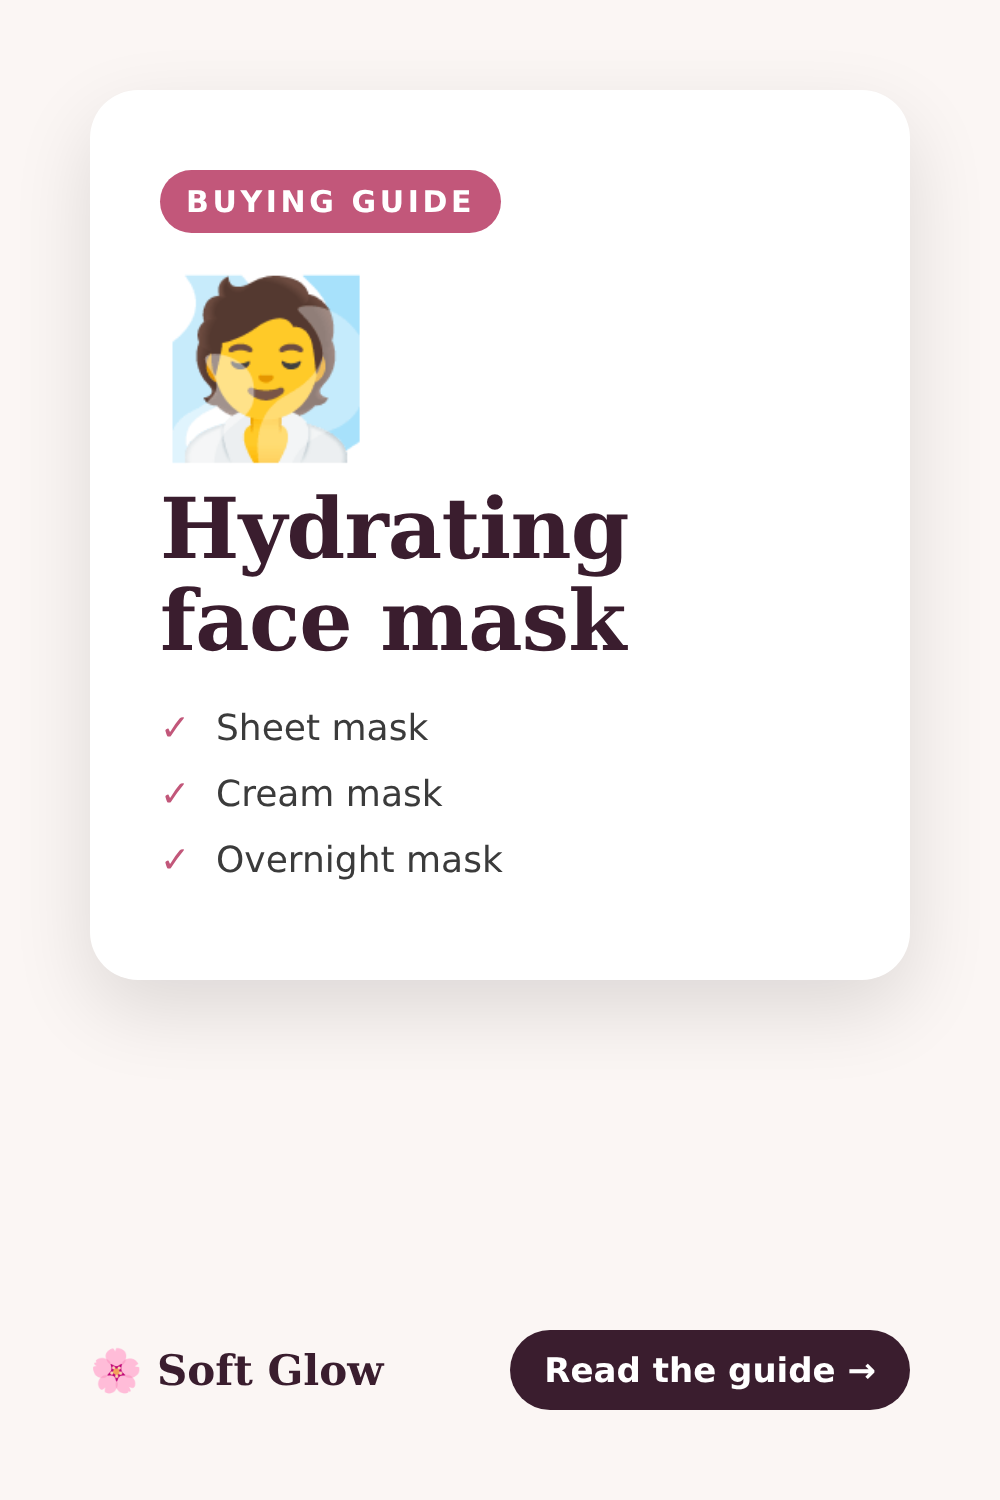 BUYING GUIDE
Hydrating
face mask
✓ Sheet mask
✓ Cream mask
✓ Overnight mask
🌸 Soft Glow
Read the guide →